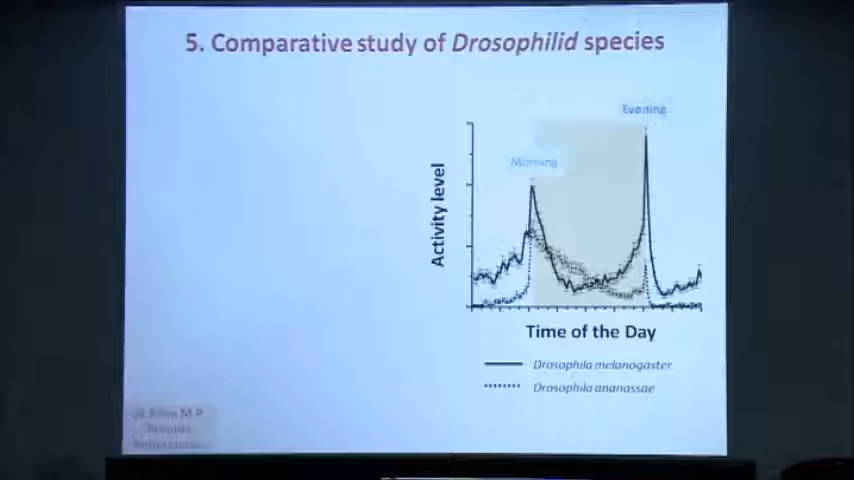 5. Comparative study of Drosophilid species
Evening
Morning
Activity level
Time of the Day
Drosophila melanogaster
Drosophila ananassae
M P